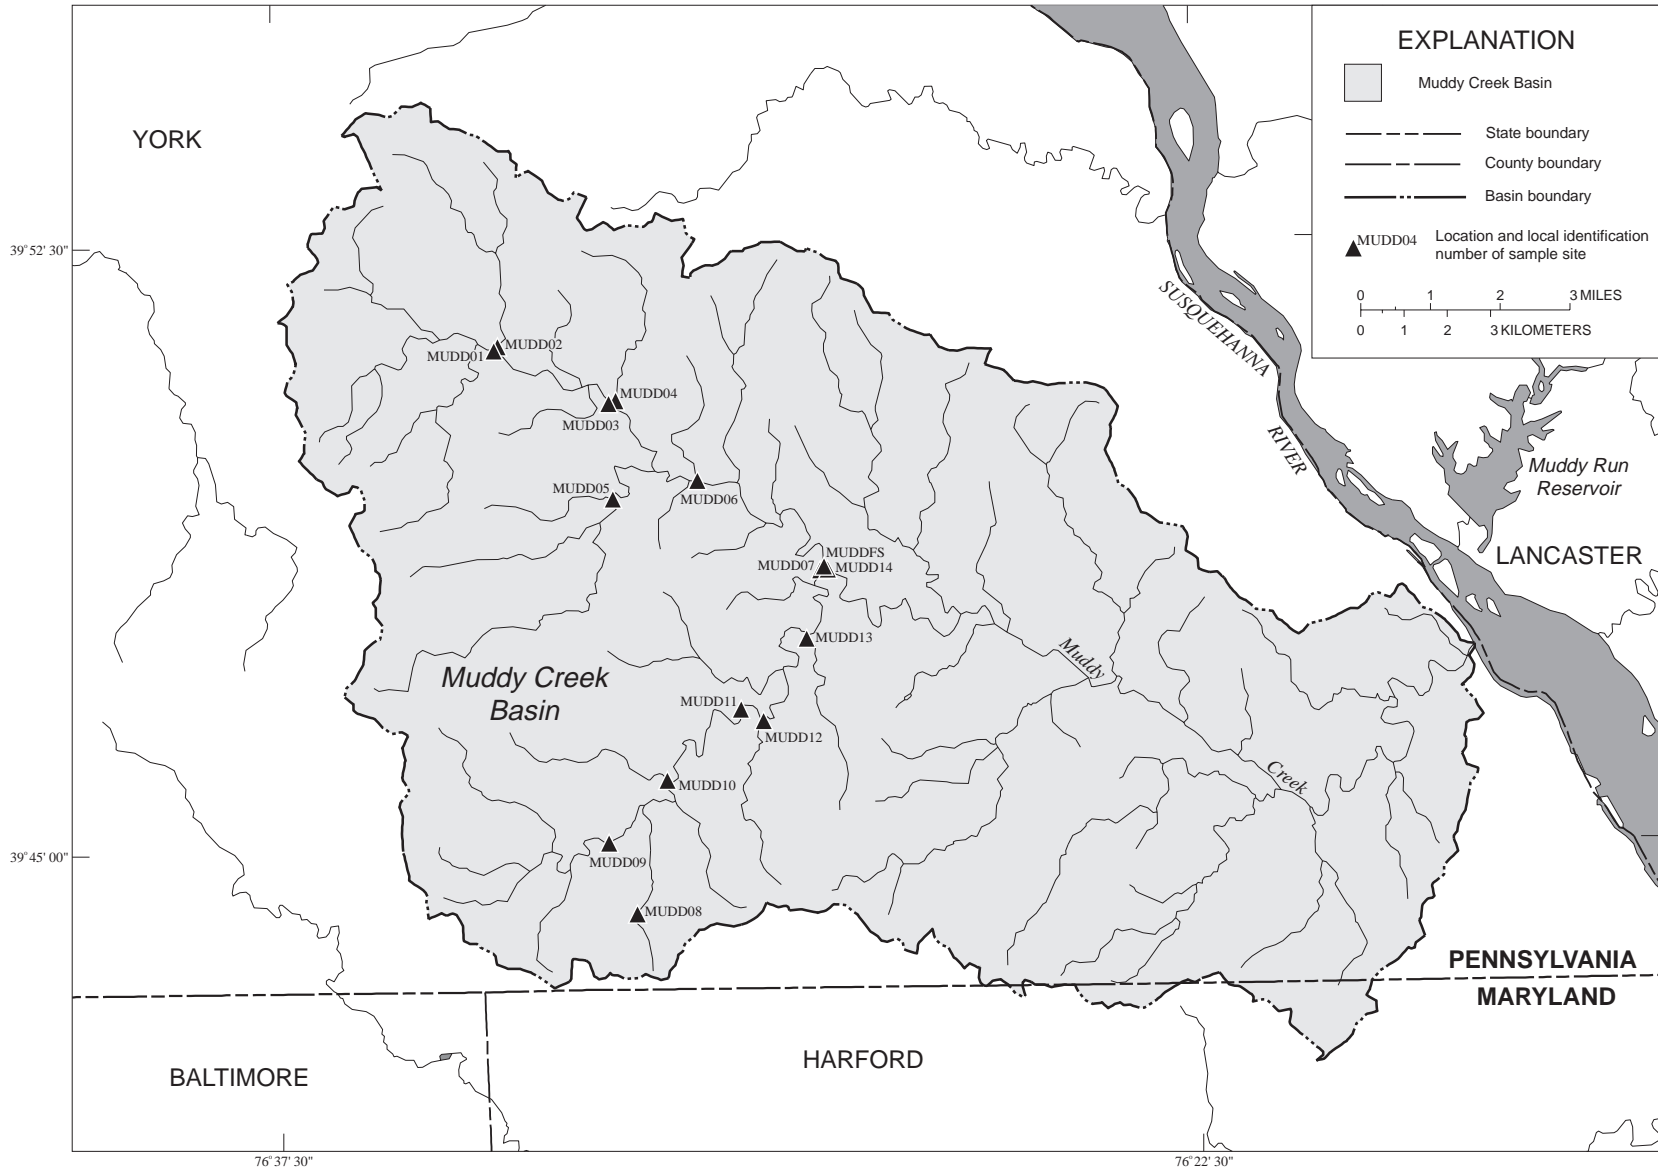 EXPLANATION
Muddy Creek Basin
State boundary
County boundary
Basin boundary
MUDD04
Location and local identification
number of sample site
0 1 2 3 MILES
0 1 2 3 KILOMETERS
YORK
39°52' 30"
SUSQUEHANNA
RIVER
MUDD02
MUDD01
MUDD04
MUDD03
Muddy Run
Reservoir
MUDD05
MUDD06
LANCASTER
MUDDFS
MUDD07
MUDD14
MUDD13
Muddy
Creek
Muddy Creek
Basin
MUDD11
MUDD12
MUDD10
39°45' 00"
MUDD09
MUDD08
PENNSYLVANIA
MARYLAND
BALTIMORE
HARFORD
76°37' 30"
76°22' 30"